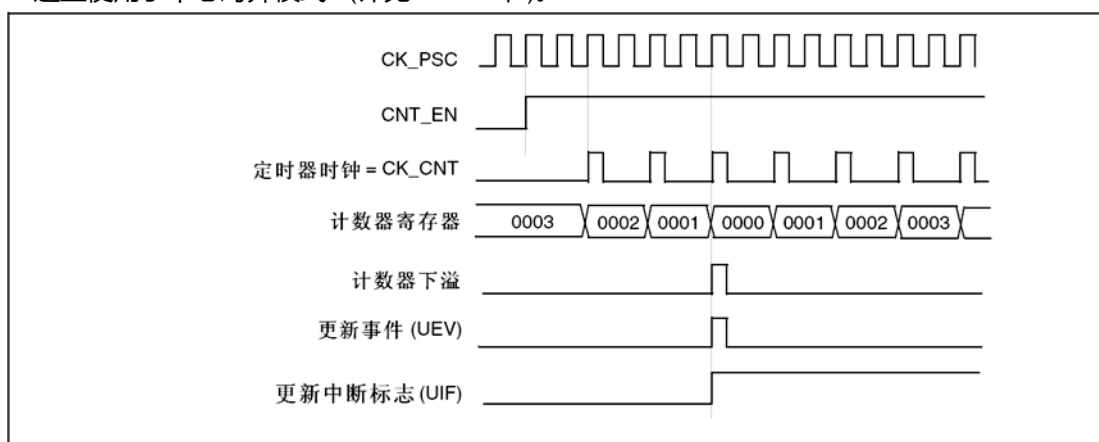 CK_PSC
CNT_EN
定时器时钟 = CK_CNT
计数器寄存器 0003 0002 0001 0000 0001 0002 0003
计数器下溢
更新事件 (UEV)
更新中断标志 (UIF)